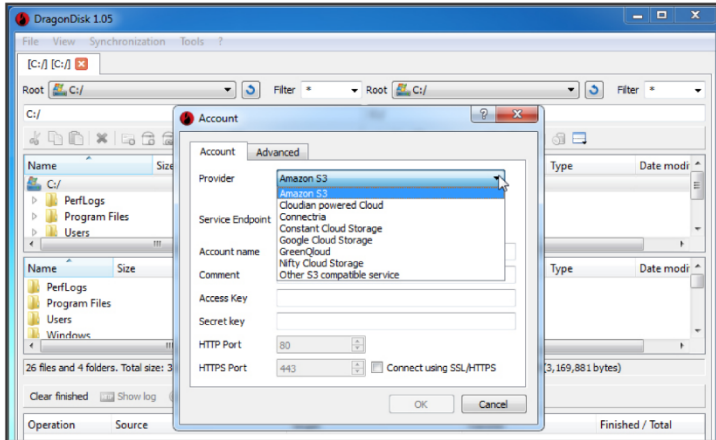 DragonDisk 1.05
File View Synchronization Tools ?
[C:/] [C:/]
Root C:/ Filter * Root C:/ Filter *
C:/
Account
Account Advanced
Name Size Type Date modi
Provider Amazon S3
C:/
Amazon S3
PerfLogs
Cloudian powered Cloud
Program Files
Service Endpoint Connectria
Constant Cloud Storage
Users
Google Cloud Storage
Account name GreenQloud
Nifty Cloud Storage
Name Size Type Date modi
Comment Other S3 compatible service
PerfLogs
Access Key
Program Files
Users
Secret key
Windows
HTTP Port 80
26 files and 4 folders. Total size: 3 HTTPS Port 443 Connect using SSL/HTTPS (3,169,881 bytes)
Clear finished Show log
OK Cancel
Operation Source Finished / Total